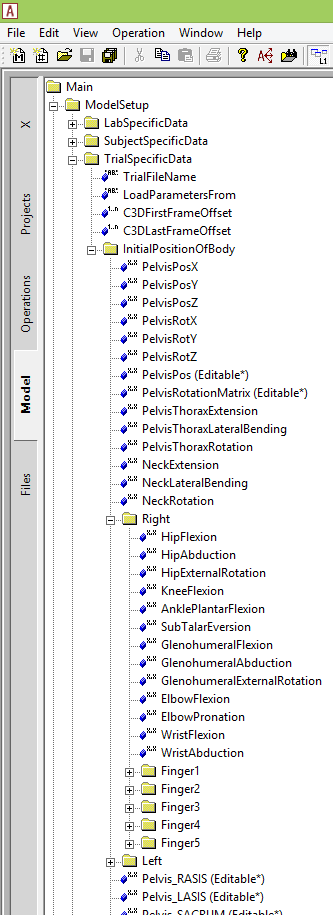 A
File Edit View Operation Window Help
M L1
X
Projects
Operations
Model
Files
Main
ModelSetup
LabSpecificData
SubjectSpecificData
TrialSpecificData
TrialFileName
LoadParametersFrom
C3DFirstFrameOffset
C3DLastFrameOffset
InitialPositionOfBody
PelvisPosX
PelvisPosY
PelvisPosZ
PelvisRotX
PelvisRotY
PelvisRotZ
PelvisPos (Editable*)
PelvisRotationMatrix (Editable*)
PelvisThoraxExtension
PelvisThoraxLateralBending
PelvisThoraxRotation
NeckExtension
NeckLateralBending
NeckRotation
Right
HipFlexion
HipAbduction
HipExternalRotation
KneeFlexion
AnklePlantarFlexion
SubTalarEversion
GlenohumeralFlexion
GlenohumeralAbduction
GlenohumeralExternalRotation
ElbowFlexion
ElbowPronation
WristFlexion
WristAbduction
Finger1
Finger2
Finger3
Finger4
Finger5
Left
Pelvis_RASIS (Editable*)
Pelvis_LASIS (Editable*)
Pelvis_SACRUM (Editable*)